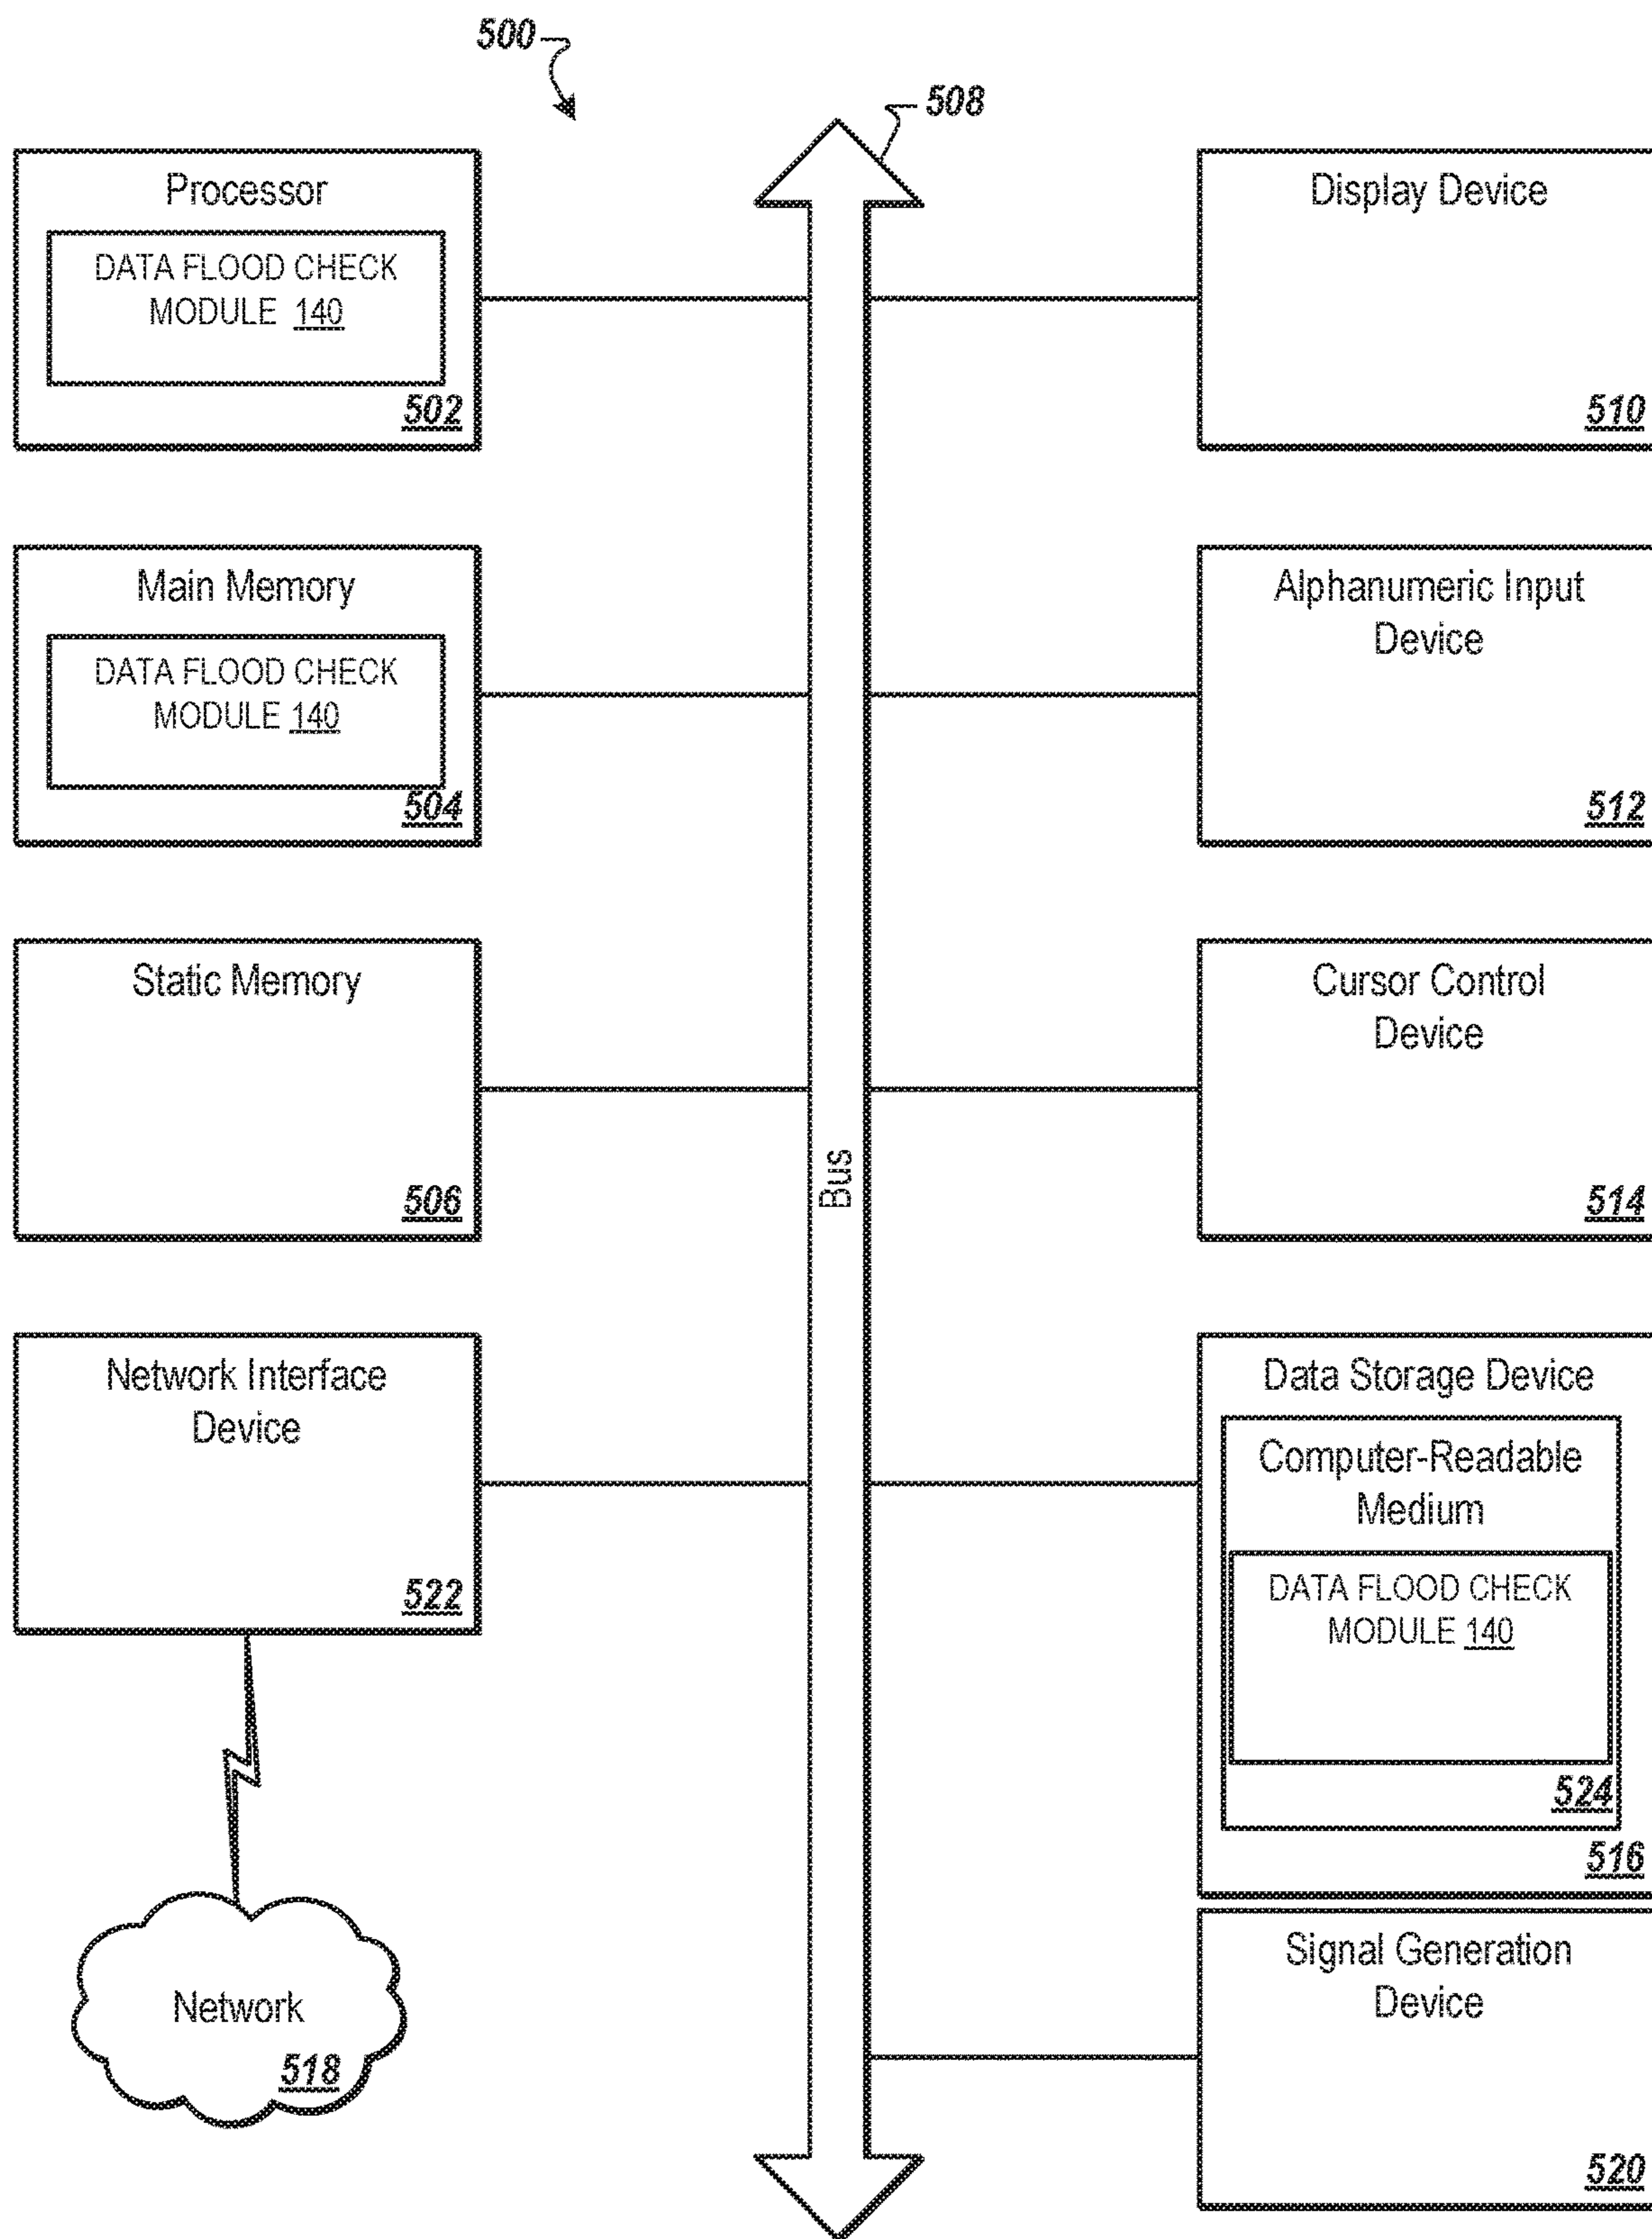 500
508
Processor
DATA FLOOD CHECK
MODULE 140
502
Main Memory
DATA FLOOD CHECK
MODULE 140
504
Static Memory
506
Network Interface
Device
522
Network
518
Bus
Display Device
510
Alphanumeric Input
Device
512
Cursor Control
Device
514
Data Storage Device
Computer-Readable
Medium
DATA FLOOD CHECK
MODULE 140
524
516
Signal Generation
Device
520